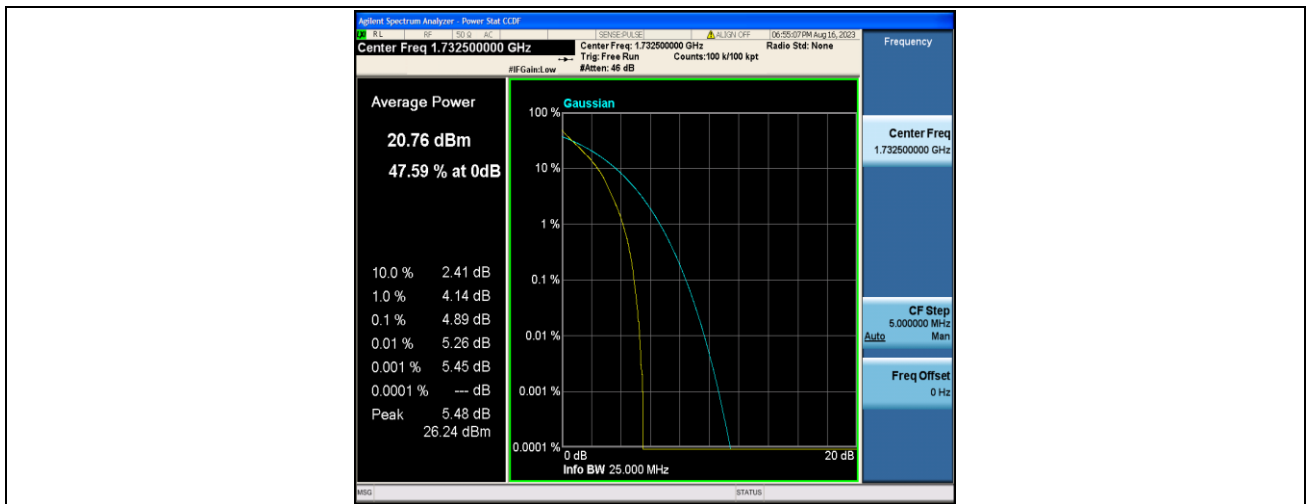 Agilent Spectrum Analyzer - Power Stat CCDF
RL RF 50 Ω AC SENSE:PULSE ALIGN OFF 06:55:07 PM Aug 16, 2023
Center Freq 1.732500000 GHz
Center Freq: 1.732500000 GHz Radio Std: None
Trig: Free Run Counts:100 k/100 kpt
#IFGain:Low #Atten: 46 dB
Frequency
Average Power
20.76 dBm
47.59 % at 0dB
10.0 % 2.41 dB
1.0 % 4.14 dB
0.1 % 4.89 dB
0.01 % 5.26 dB
0.001 % 5.45 dB
0.0001 % --- dB
Peak 5.48 dB
26.24 dBm
Gaussian
100 %
10 %
1 %
0.1 %
0.01 %
0.001 %
0.0001 %
0 dB 20 dB
Info BW 25.000 MHz
Center Freq
1.732500000 GHz
CF Step
5.000000 MHz
Auto Man
Freq Offset
0 Hz
MSG STATUS